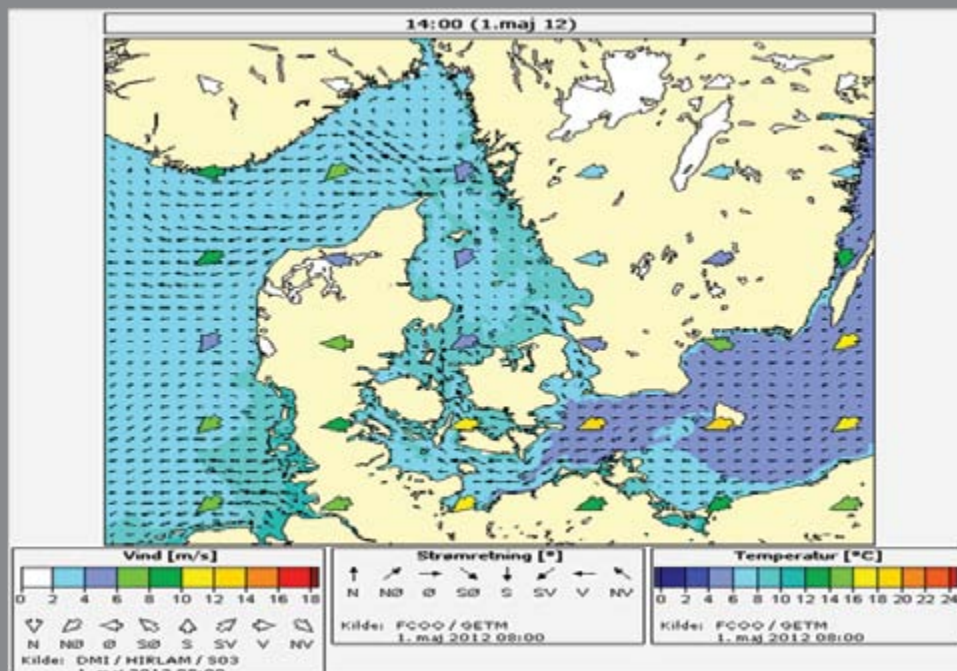 14:00 (1.maj 12)
Vind [m/s]
0 2 4 6 8 10 12 14 16 18
N NØ Ø SØ S SV V NV
Kilde: DMI / HIRLAM / S03
Strømretning [°]
N NØ Ø SØ S SV V NV
Kilde: FCOO / GETM
1. maj 2012 08:00
Temperatur [°C]
0 2 4 6 8 10 12 14 16 18 20 22 24
Kilde: FCOO / GETM
1. maj 2012 08:00